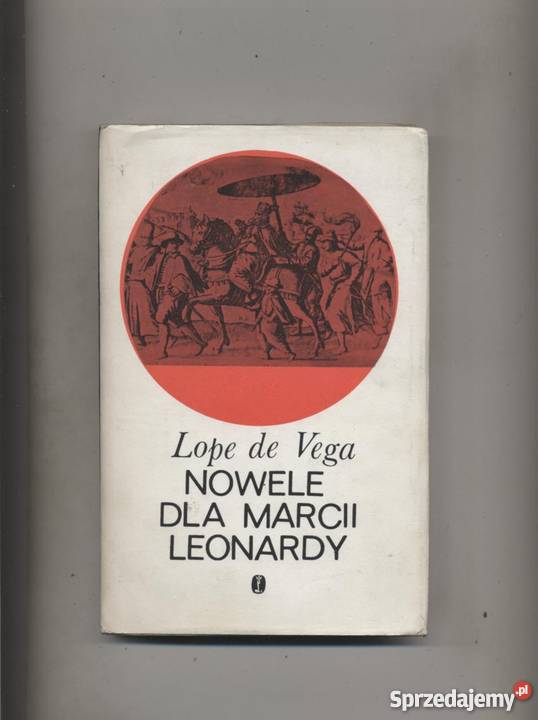 Lope de Vega
NOWELE
DLA MARCII
LEONARDY
Sprzedajemy.pl